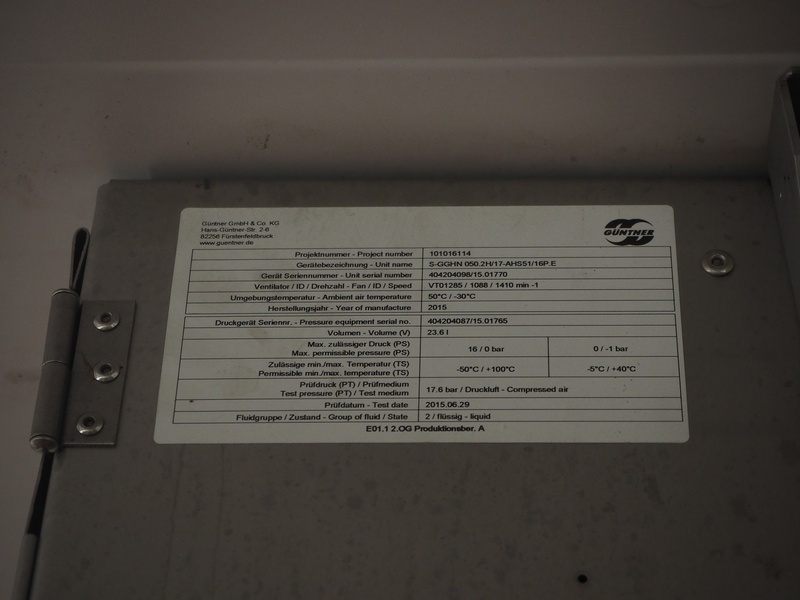 Güntner GmbH & Co. KG
Hans-Güntner-Str. 2-6
82256 Fürstenfeldbruck
www.guentner.de
GÜNTNER
Projektnummer - Project number 101016114
Gerätebezeichnung - Unit name S-GGHN 050.2H/17-AHS51/16P.E
Gerät Seriennummer - Unit serial number 404204098/15.01770
Ventilator / ID / Drehzahl - Fan / ID / Speed VT01285 / 1088 / 1410 min -1
Umgebungstemperatur - Ambient air temperature 50°C / -30°C
Herstellungsjahr - Year of manufacture 2015
Druckgerät Seriennr. - Pressure equipment serial no. 404204087/15.01765
Volumen - Volume (V) 23.6 l
Max. zulässiger Druck (PS)
Max. permissible pressure (PS) 16 / 0 bar 0 / -1 bar
Zulässige min./max. Temperatur (TS)
Permissible min./max. temperature (TS) -50°C / +100°C -5°C / +40°C
Prüfdruck (PT) / Prüfmedium
Test pressure (PT) / Test medium 17.6 bar / Druckluft - Compressed air
Prüfdatum - Test date 2015.06.29
Fluidgruppe / Zustand - Group of fluid / State 2 / flüssig - liquid
E01.1 2.OG Produktionsber. A